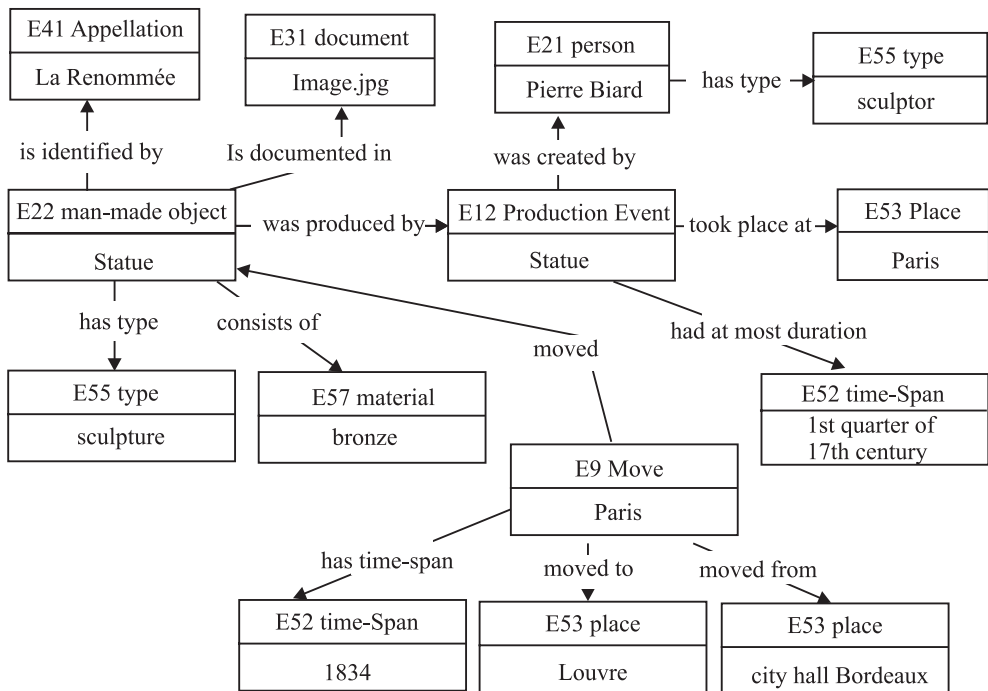 E41 Appellation
La Renommée
E31 document
Image.jpg
E21 person
Pierre Biard
has type
E55 type
sculptor
is identified by
Is documented in
was created by
E22 man-made object
Statue
was produced by
E12 Production Event
Statue
took place at
E53 Place
Paris
has type
consists of
moved
had at most duration
E55 type
sculpture
E57 material
bronze
E52 time-Span
1st quarter of
17th century
E9 Move
Paris
has time-span
moved to
moved from
E52 time-Span
1834
E53 place
Louvre
E53 place
city hall Bordeaux